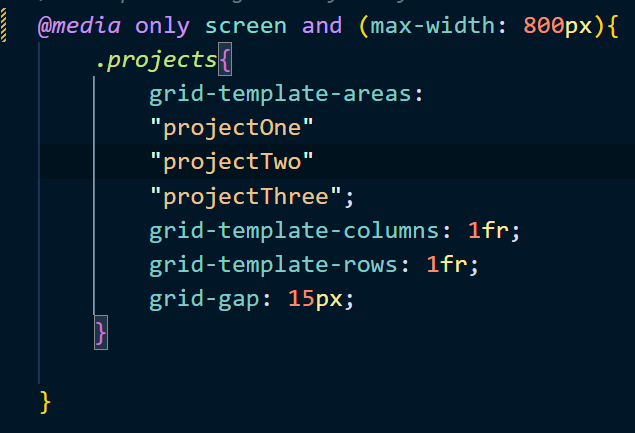 @media only screen and (max-width: 800px){
.projects{
grid-template-areas:
"projectOne"
"projectTwo"
"projectThree";
grid-template-columns: 1fr;
grid-template-rows: 1fr;
grid-gap: 15px;
}
}